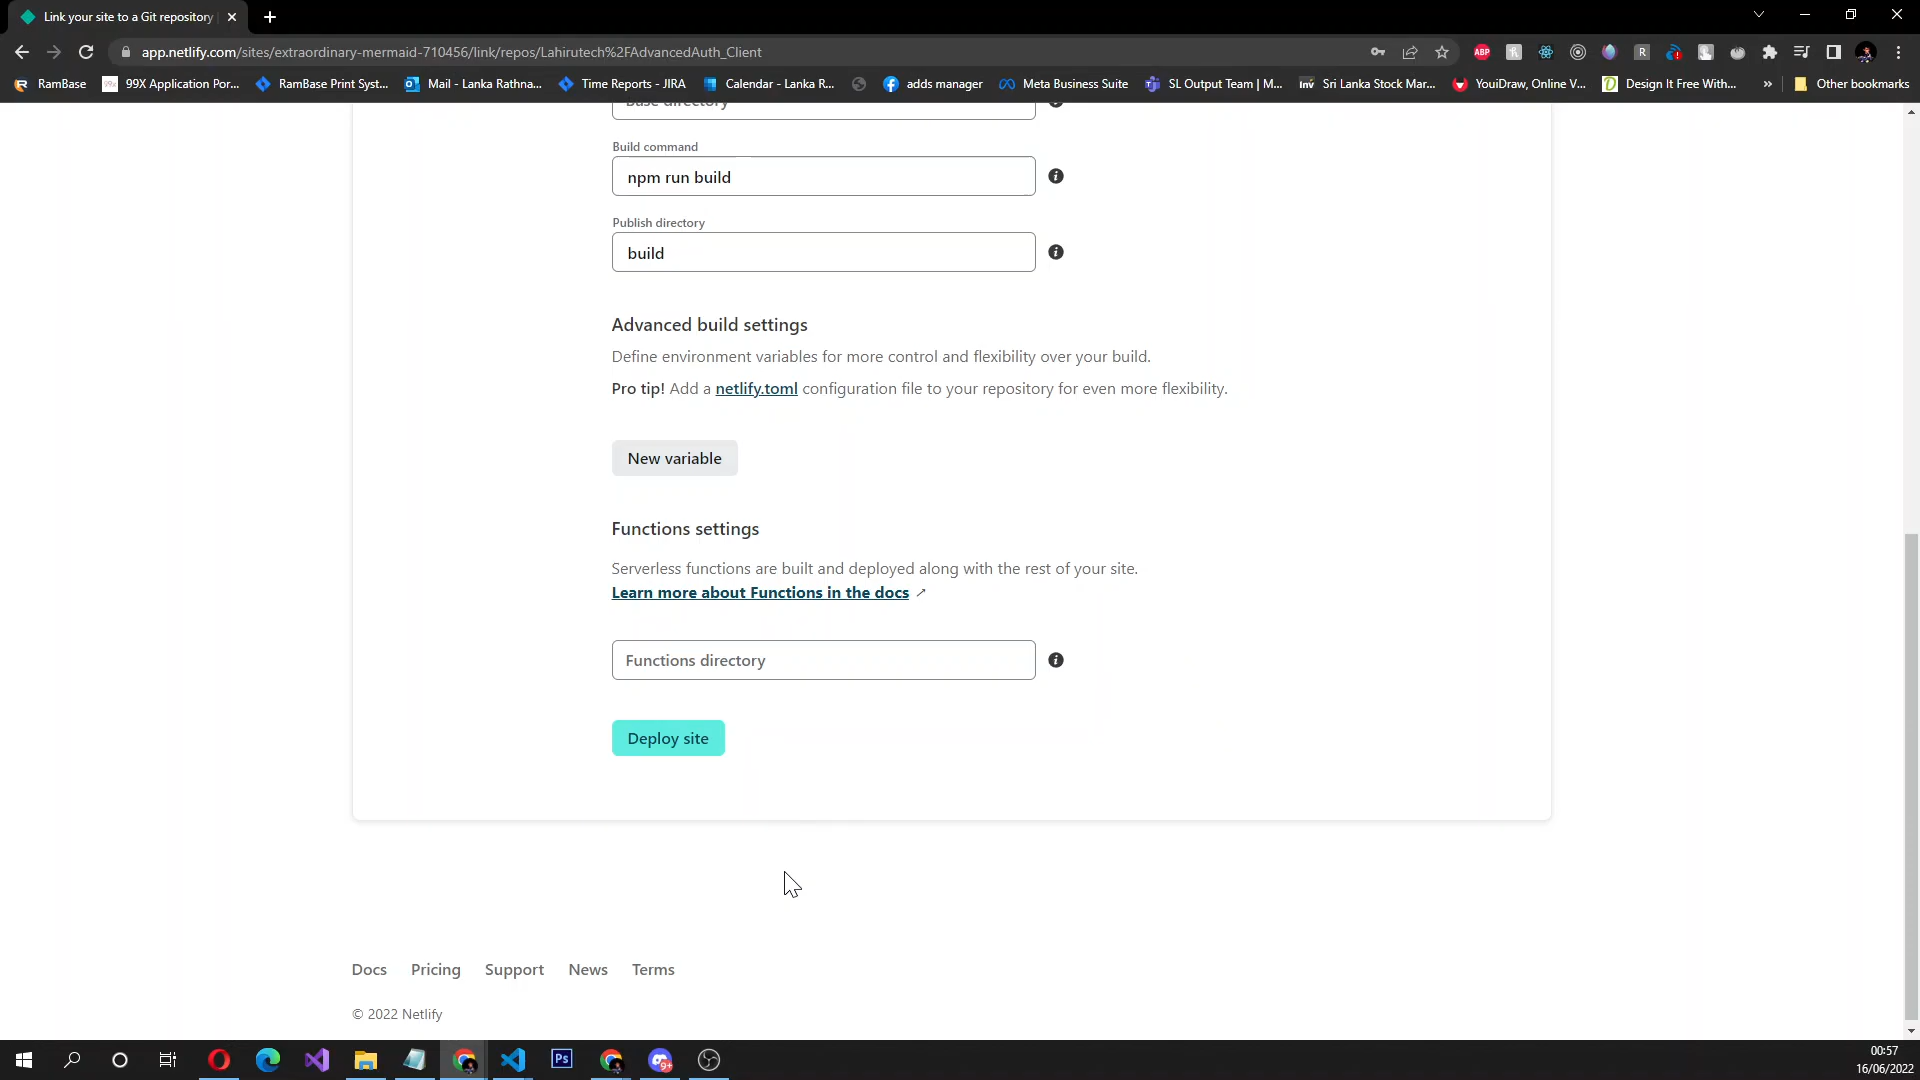 Link your site to a Git repository
app.netlify.com/sites/extraordinary-mermaid-710456/link/repos/Lahirutech%2FAdvancedAuth_Client
ABP
R
RamBase
99X Application Por...
RamBase Print Syst...
Mail - Lanka Rathna...
Time Reports - JIRA
Calendar - Lanka R...
adds manager
Meta Business Suite
SL Output Team | M...
Inv
Sri Lanka Stock Mar...
YouiDraw, Online V...
Design It Free With...
»
Other bookmarks
Base directory
Build command
npm run build
Publish directory
build
Advanced build settings
Define environment variables for more control and flexibility over your build.
Pro tip! Add a netlify.toml configuration file to your repository for even more flexibility.
New variable
Functions settings
Serverless functions are built and deployed along with the rest of your site.
Learn more about Functions in the docs
Functions directory
Deploy site
Docs
Pricing
Support
News
Terms
© 2022 Netlify
Ps
9+
00:57
16/06/2022